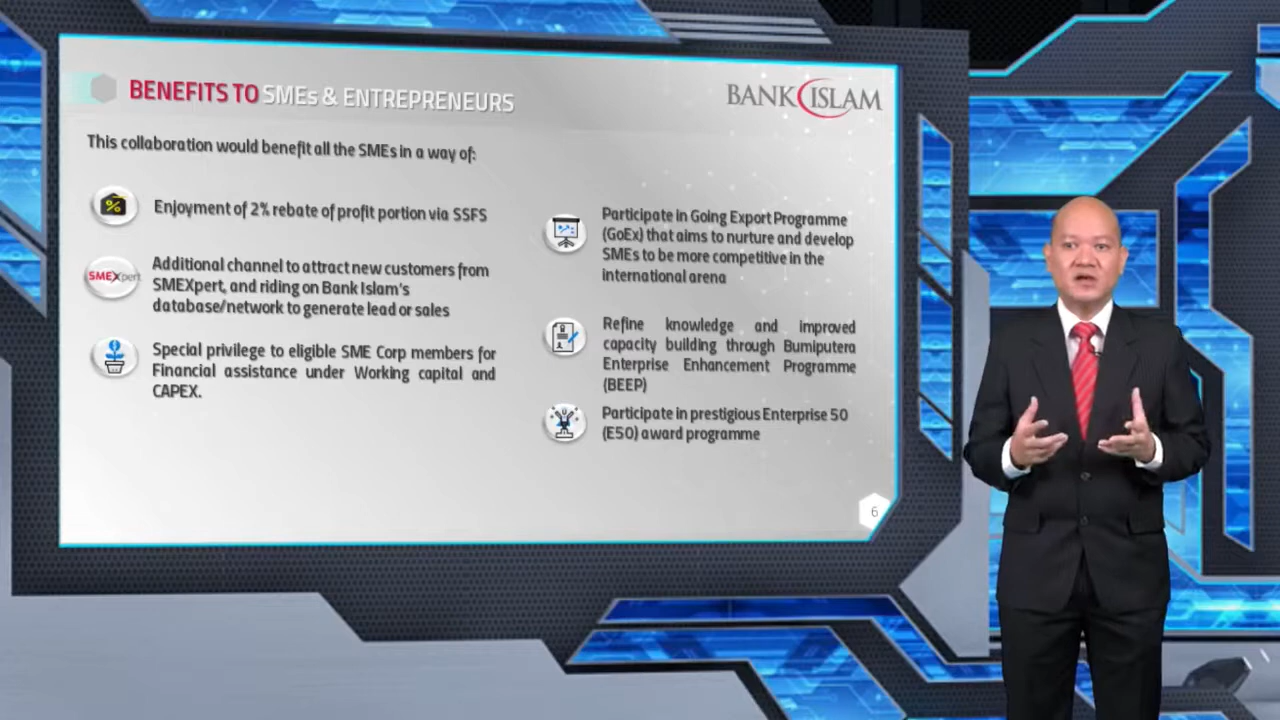 BENEFITS TO SMEs & ENTREPRENEURS
BANK ISLAM
This collaboration would benefit all the SMEs in a way of:
%
Enjoyment of 2% rebate of profit portion via SSFS
SMEXpert
Additional channel to attract new customers from
SMEXpert, and riding on Bank Islam's
database/network to generate lead or sales
Special privilege to eligible SME Corp members for
Financial assistance under Working capital and
CAPEX.
Participate in Going Export Programme
(GoEx) that aims to nurture and develop
SMEs to be more competitive in the
international arena
Refine knowledge and improved
capacity building through Bumiputera
Enterprise Enhancement Programme
(BEEP)
Participate in prestigious Enterprise 50
(E50) award programme
6